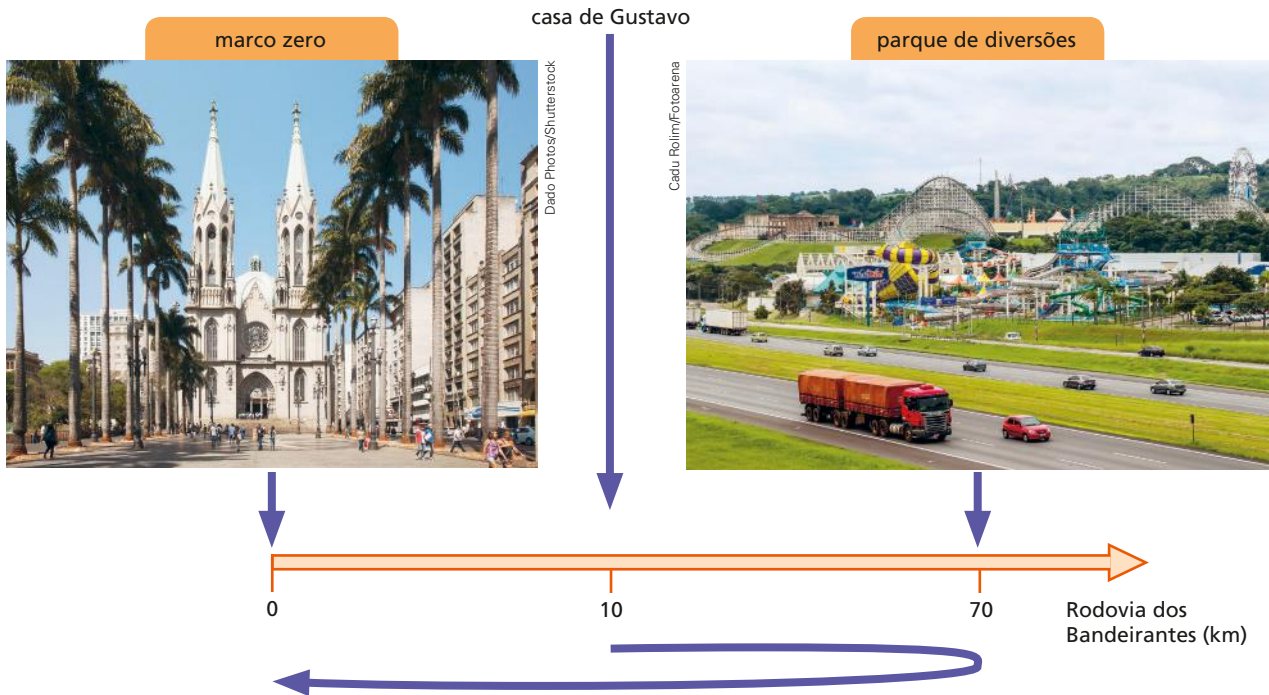 casa de Gustavo
marco zero
parque de diversões
Dado Photos/Shutterstock
Cadu Rolim/Fotoarena
0
10
70
Rodovia dos
Bandeirantes (km)